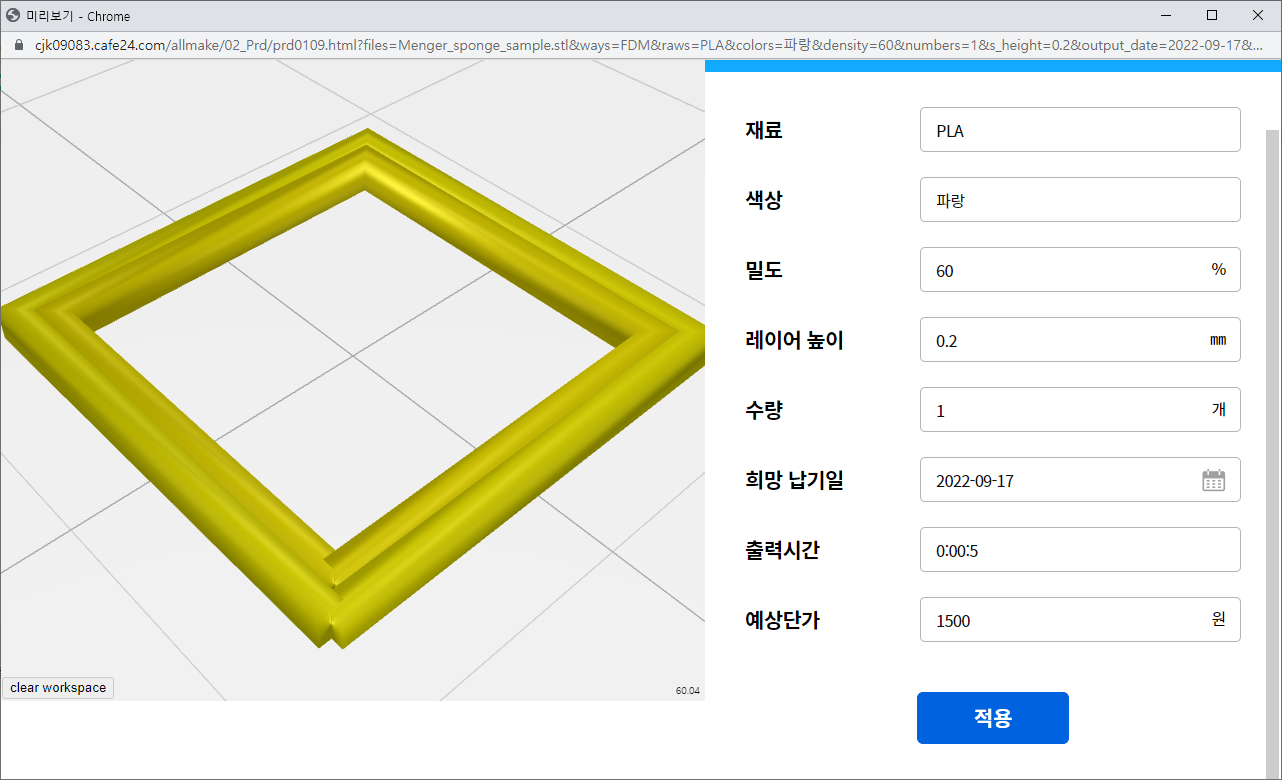 미리보기 - Chrome
cjk09083.cafe24.com/allmake/02_Prd/prd0109.html?files=Menger_sponge_sample.stl&ways=FDM&raws=PLA&colors=파랑&density=60&numbers=1&s_height=0.2&output_date=2022-09-17&...
재료 PLA
색상 파랑
밀도 60 %
레이어 높이 0.2 ㎜
수량 1 개
희망 납기일 2022-09-17
출력시간 0:00:5
예상단가 1500 원
clear workspace
60.04
적용